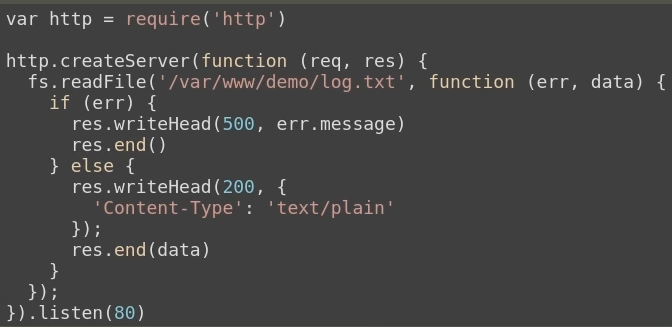 var http = require('http')

http.createServer(function (req, res) {
  fs.readFile('/var/www/demo/log.txt', function (err, data) {
    if (err) {
      res.writeHead(500, err.message)
      res.end()
    } else {
      res.writeHead(200, {
        'Content-Type': 'text/plain'
      });
      res.end(data)
    }
  });
}).listen(80)